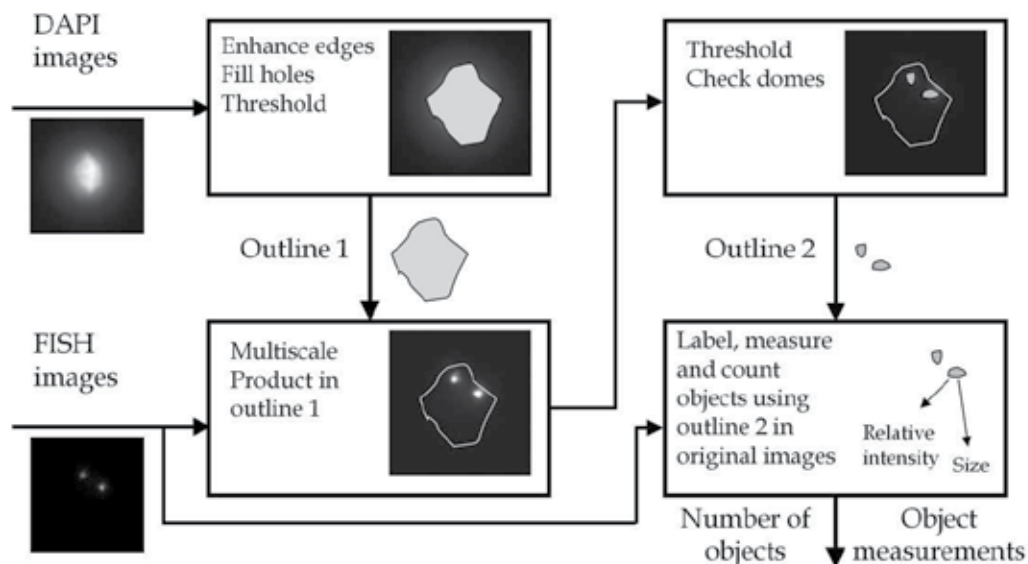 DAPI
images
Enhance edges
Fill holes
Threshold
Threshold
Check domes
Outline 1
Outline 2
FISH
images
Multiscale
Product in
outline 1
Label, measure
and count
objects using
outline 2 in
original images
Relative
intensity
Size
Number of
objects
Object
measurements